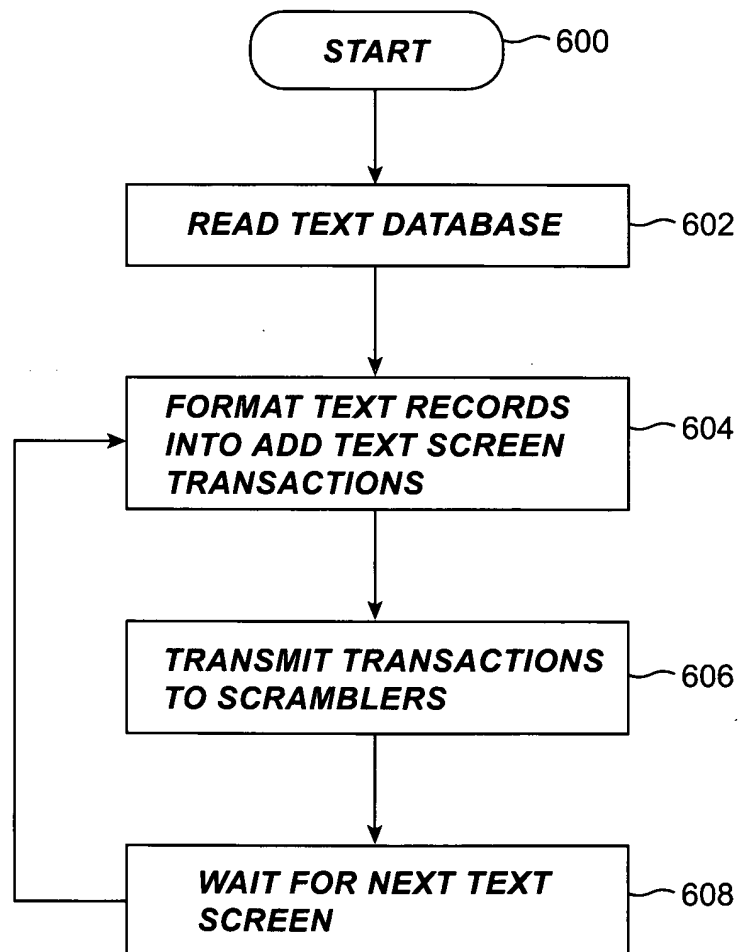 START
600
READ TEXT DATABASE
602
FORMAT TEXT RECORDS
INTO ADD TEXT SCREEN
TRANSACTIONS
604
TRANSMIT TRANSACTIONS
TO SCRAMBLERS
606
WAIT FOR NEXT TEXT
SCREEN
608